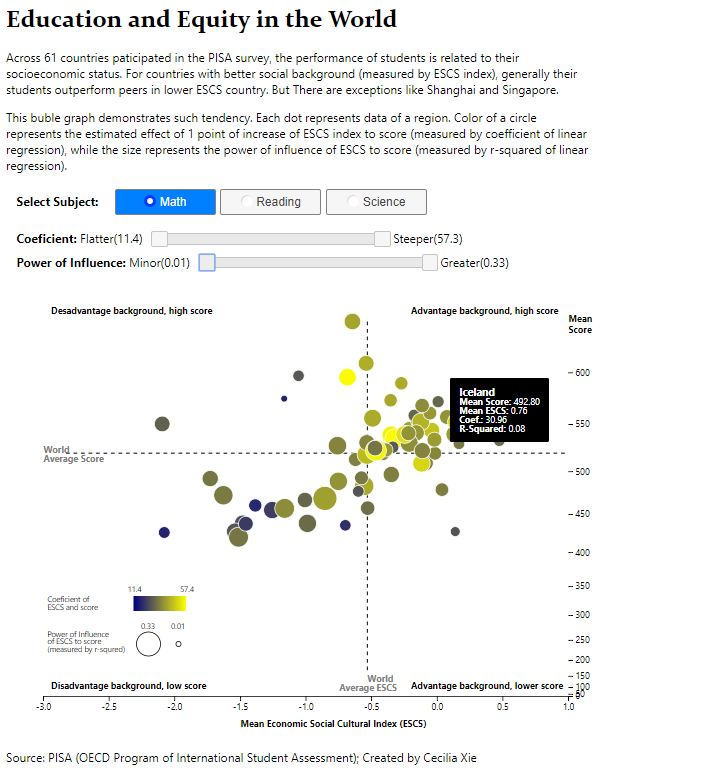 Education and Equity in the World
Across 61 countries paticipated in the PISA survey, the performance of students is related to their
socioeconomic status. For countries with better social background (measured by ESCS index), generally their
students outperform peers in lower ESCS country. But There are exceptions like Shanghai and Singapore.
This buble graph demonstrates such tendency. Each dot represents data of a region. Color of a circle
represents the estimated effect of 1 point of increase of ESCS index to score (measured by coefficient of linear
regression), while the size represents the power of influence of ESCS to score (measured by r-squared of linear
regression).
Select Subject: Math Reading Science
Coeficient: Flatter(11.4) Steeper(57.3)
Power of Influence: Minor(0.01) Greater(0.33)
Desadvantage background, high score
Advantage background, high score
Mean
Score
600
550
500
450
400
350
300
250
200
150
100
50
Iceland
Mean Score: 492.80
Mean ESCS: 0.76
Coef.: 30.96
R-Squared: 0.08
World
Average Score
11.4 57.4
Coeficient of
ESCS and score
0.33 0.01
Power of Influence
of ESCS to score
(measured by r-squred)
World
Average ESCS
Disadvantage background, low score
Advantage background, lower score
-3.0 -2.5 -2.0 -1.5 -1.0 -0.5 0.0 0.5 1.0
Mean Economic Social Cultural Index (ESCS)
Source: PISA (OECD Program of International Student Assessment); Created by Cecilia Xie